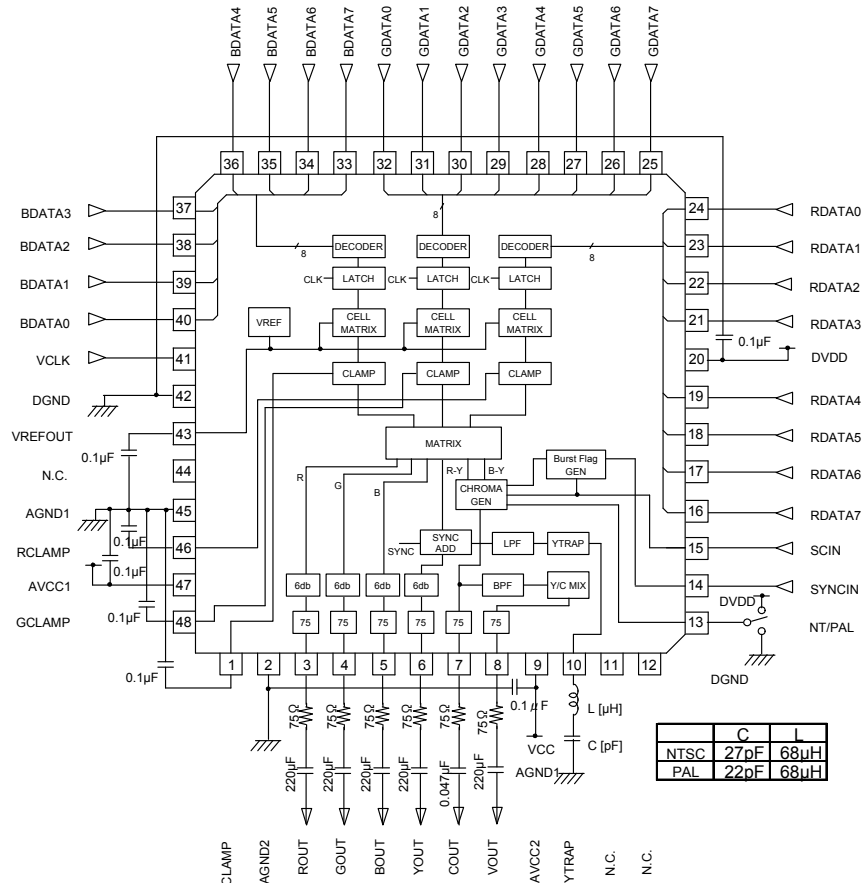 BDATA4 BDATA5 BDATA6 BDATA7 GDATA0 GDATA1 GDATA2 GDATA3 GDATA4 GDATA5 GDATA6 GDATA7
36 35 34 33 32 31 30 29 28 27 26 25
BDATA3 37
BDATA2 38
BDATA1 39
BDATA0 40
VCLK 41
DGND 42
VREFOUT 43
0.1µF
N.C. 44
AGND1 45
RCLAMP 46
0.1µF
AVCC1 47
GCLAMP 48
0.1µF
0.1µF
24 RDATA0
23 RDATA1
22 RDATA2
21 RDATA3
0.1µF
20 DVDD
19 RDATA4
18 RDATA5
17 RDATA6
16 RDATA7
15 SCIN
14 SYNCIN
DVDD
13 NT/PAL
DGND
8
8 DECODER DECODER DECODER 8
CLK LATCH CLK LATCH CLK LATCH
VREF
CELL MATRIX
CELL MATRIX
CELL MATRIX
CLAMP CLAMP CLAMP
MATRIX
R G B R-Y B-Y
Burst Flag
GEN
CHROMA
GEN
SYNC
SYNC
ADD
LPF YTRAP
6db 6db 6db 6db BPF Y/C MIX
75 75 75 75 75 75
1 2 3 4 5 6 7 8 9 10 11 12
0.1µF
75Ω 75Ω 75Ω 75Ω 75Ω 75Ω
220µF 220µF 220µF 220µF 0.047µF 220µF
VCC
AGND1
L [µH]
C [pF]
CLAMP AGND2 ROUT GOUT BOUT YOUT COUT VOUT AVCC2 YTRAP N.C. N.C.
C L
NTSC 27pF 68µH
PAL 22pF 68µH